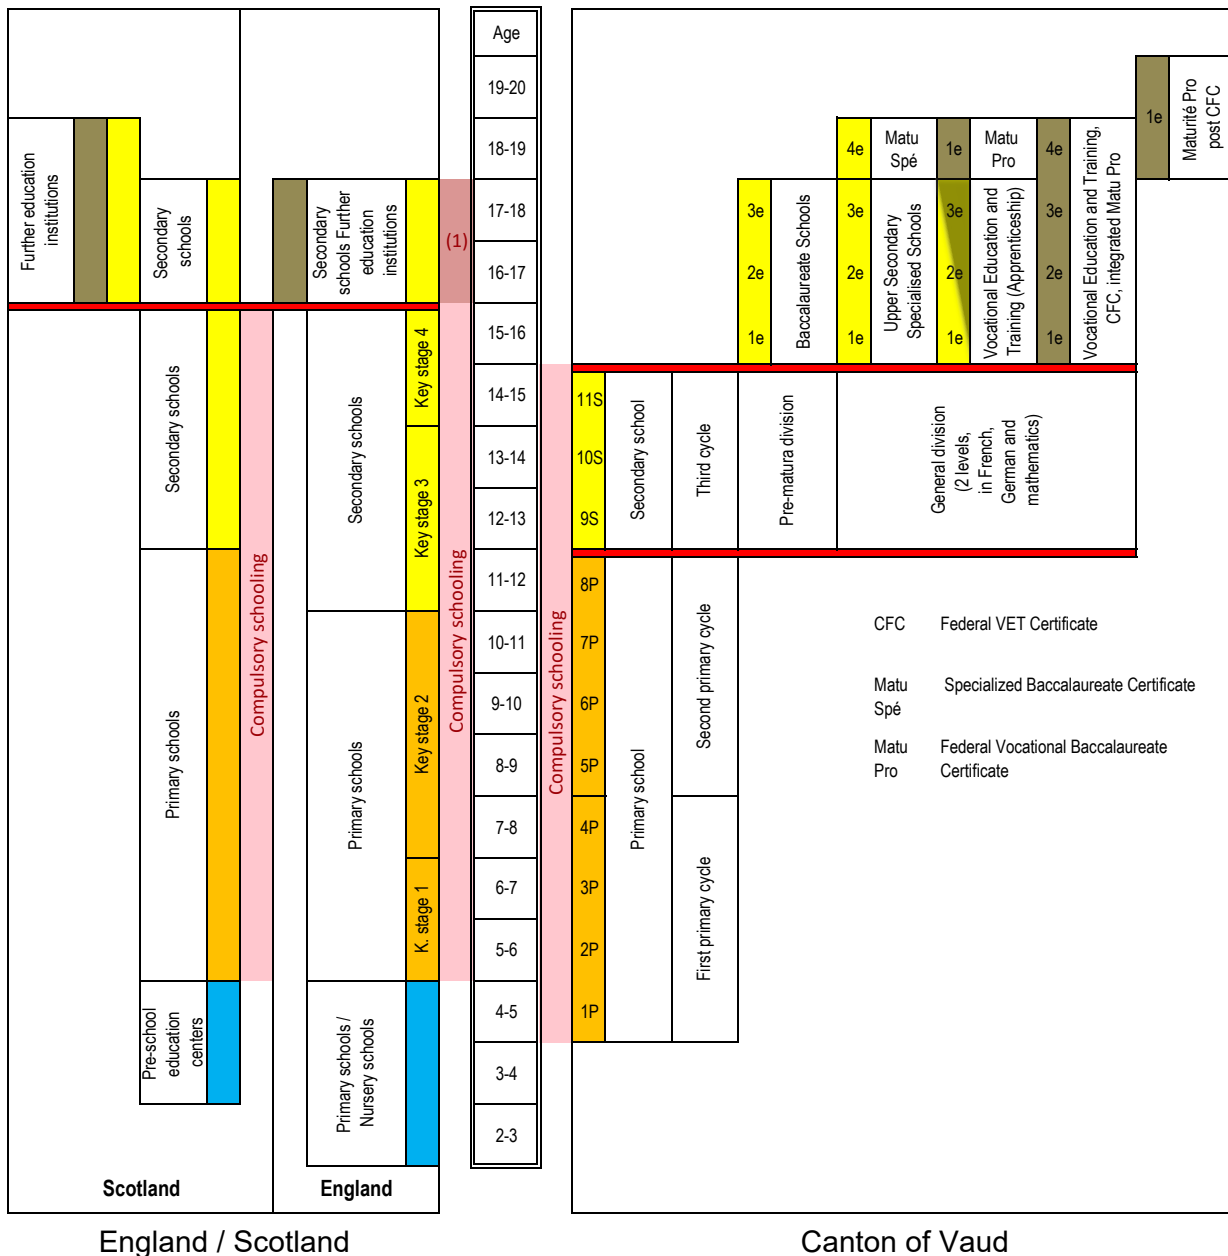 Further education
institutions
Secondary
schools
Secondary schools
Primary schools
Pre-school
education
centers
Compulsory schooling
Scotland
Secondary
schools Further
education
institutions
Secondary schools
Primary schools
Primary schools /
Nursery schools
Key stage 4
Key stage 3
Key stage 2
K. stage 1
England
(1)
Compulsory schooling
Age
19-20
18-19
17-18
16-17
15-16
14-15
13-14
12-13
11-12
10-11
9-10
8-9
7-8
6-7
5-6
4-5
3-4
2-3
Compulsory schooling
11S
10S
9S
8P
7P
6P
5P
4P
3P
2P
1P
Secondary school
Primary school
Third cycle
Second primary cycle
First primary cycle
3e
2e
1e
Baccalaureate Schools
Pre-matura division
4e
3e
2e
1e
Matu
Spé
Upper Secondary
Specialised Schools
1e
3e
2e
1e
Matu
Pro
Vocational Education and
Training (Apprenticeship)
4e
3e
2e
1e
Vocational Education and Training,
CFC, integrated Matu Pro
1e
Maturité Pro
post CFC
General division
(2 levels,
in French,
German and
mathematics)
CFC Federal VET Certificate
Matu Specialized Baccalaureate Certificate
Spé
Matu Federal Vocational Baccalaureate
Pro Certificate
England / Scotland
Canton of Vaud